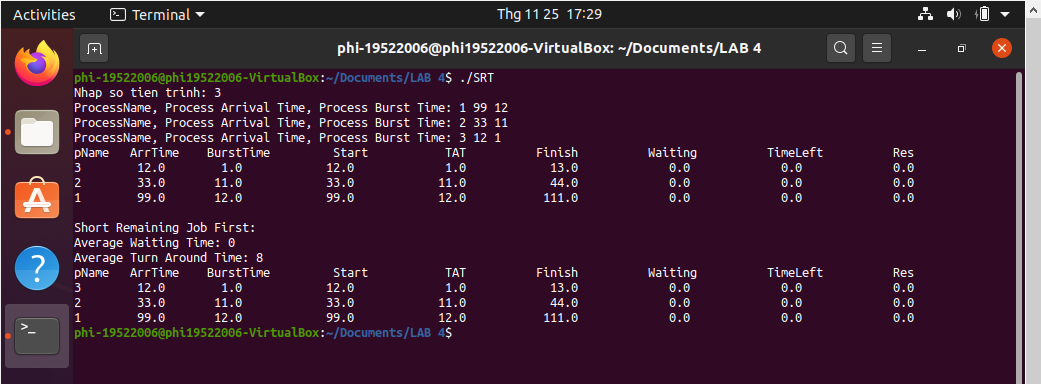 Activities Terminal Thg 11 25 17:29
phi-19522006@phi19522006-VirtualBox: ~/Documents/LAB 4
phi-19522006@phi19522006-VirtualBox:~/Documents/LAB 4$ ./SRT
Nhap so tien trinh: 3
ProcessName, Process Arrival Time, Process Burst Time: 1 99 12
ProcessName, Process Arrival Time, Process Burst Time: 2 33 11
ProcessName, Process Arrival Time, Process Burst Time: 3 12 1
pName ArrTime BurstTime Start TAT Finish Waiting TimeLeft Res
3 12.0 1.0 12.0 1.0 13.0 0.0 0.0 0.0
2 33.0 11.0 33.0 11.0 44.0 0.0 0.0 0.0
1 99.0 12.0 99.0 12.0 111.0 0.0 0.0 0.0
Short Remaining Job First:
Average Waiting Time: 0
Average Turn Around Time: 8
pName ArrTime BurstTime Start TAT Finish Waiting TimeLeft Res
3 12.0 1.0 12.0 1.0 13.0 0.0 0.0 0.0
2 33.0 11.0 33.0 11.0 44.0 0.0 0.0 0.0
1 99.0 12.0 99.0 12.0 111.0 0.0 0.0 0.0
phi-19522006@phi19522006-VirtualBox:~/Documents/LAB 4$